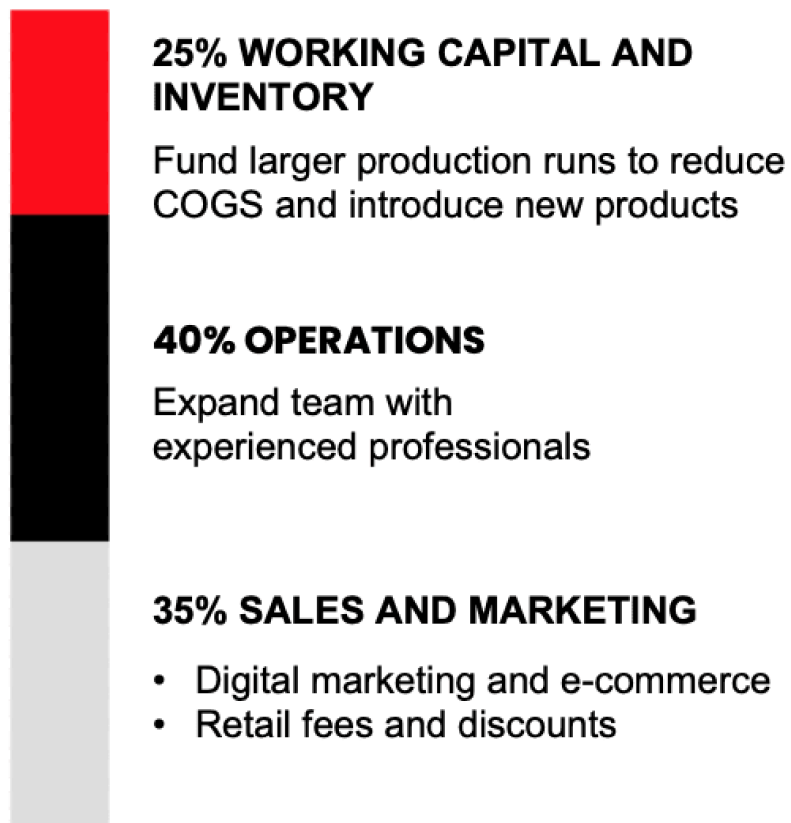 25% WORKING CAPITAL AND
INVENTORY
Fund larger production runs to reduce
COGS and introduce new products
40% OPERATIONS
Expand team with
experienced professionals
35% SALES AND MARKETING
• Digital marketing and e-commerce
• Retail fees and discounts